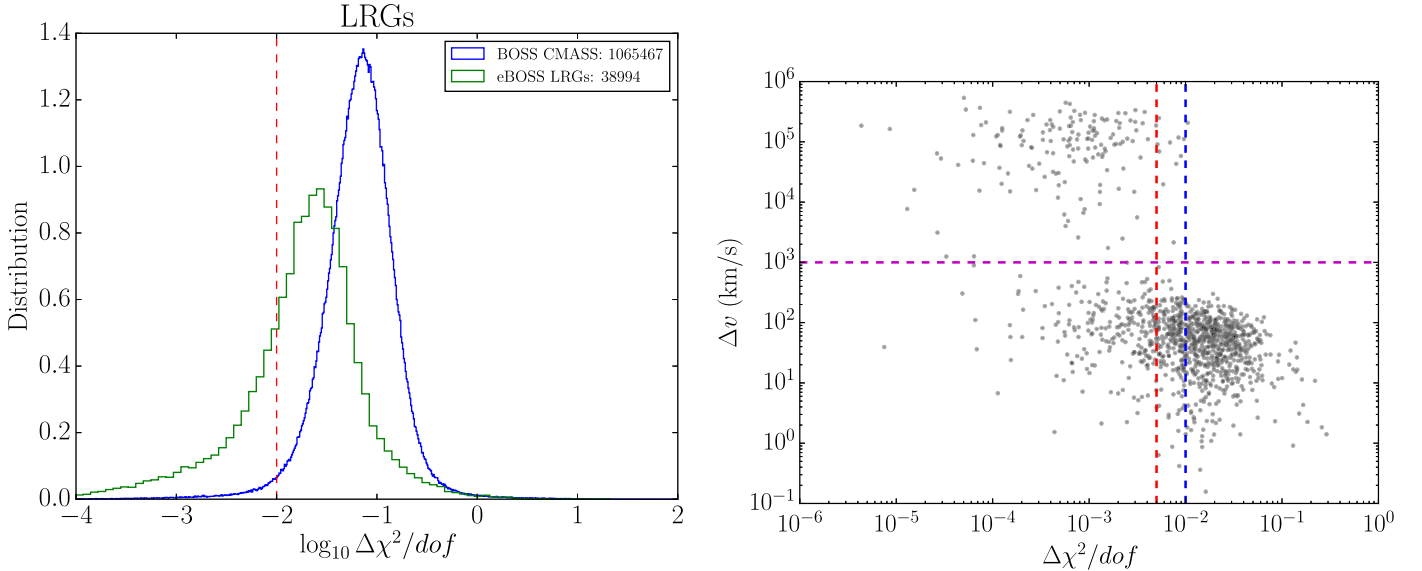 LRGs
BOSS CMASS: 1065467
eBOSS LRGs: 38994
Distribution
1.4
1.2
1.0
0.8
0.6
0.4
0.2
0.0
−4 −3 −2 −1 0 1 2
log₁₀ Δχ²/dof
Δv (km/s)
10⁶
10⁵
10⁴
10³
10²
10¹
10⁰
10⁻¹
10⁻⁶ 10⁻⁵ 10⁻⁴ 10⁻³ 10⁻² 10⁻¹ 10⁰
Δχ²/dof